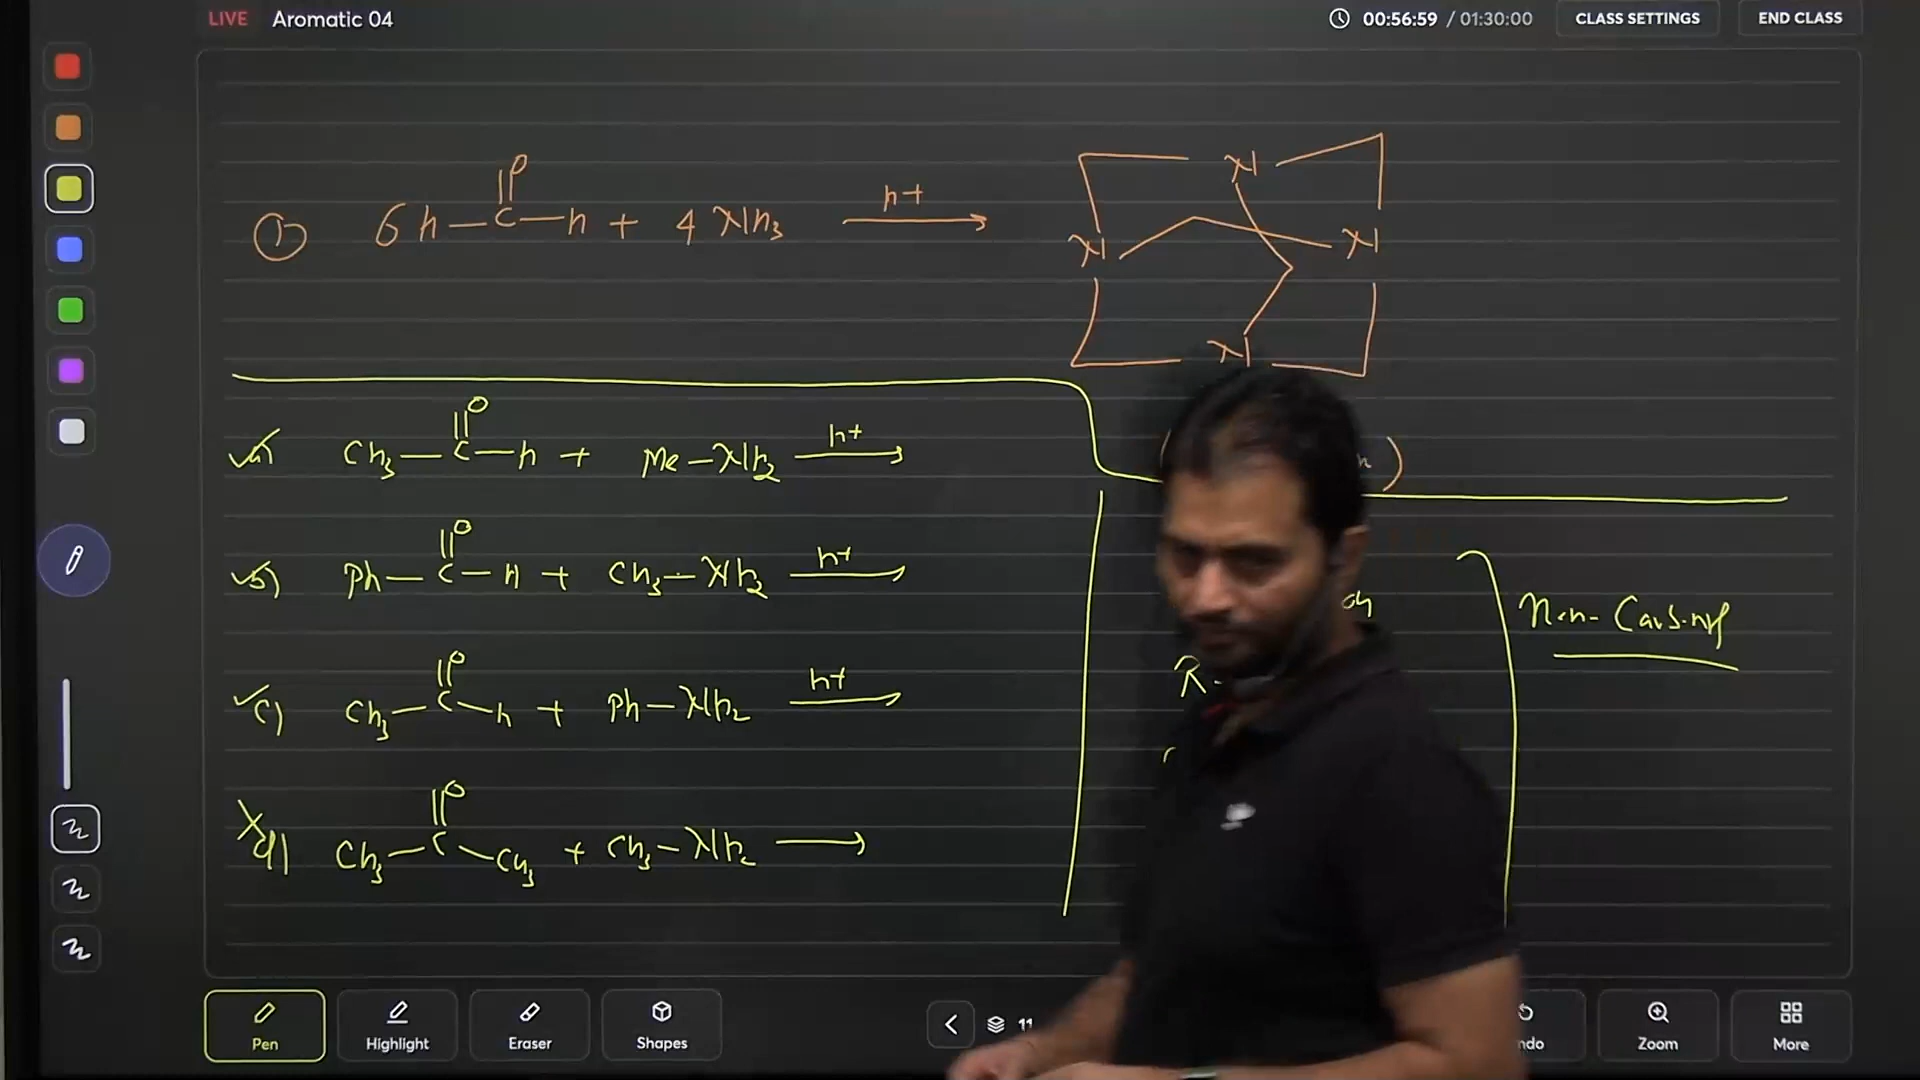 LIVE Aromatic 04 00:56:59 / 01:30:00 CLASS SETTINGS END CLASS
① 6 H—C—H + 4 NH3 H+ →
O
N
N N
N
a) CH3—C—H + Me—NH2 H+ →
O
b) Ph—C—H + CH3—NH2 H+ →
O
c) CH3—C—H + Ph—NH2 H+ →
O
d) CH3—C—CH3 + CH3—NH2 →
O
R-
Non-Carbonyl
Pen Highlight Eraser Shapes 11 Zoom More